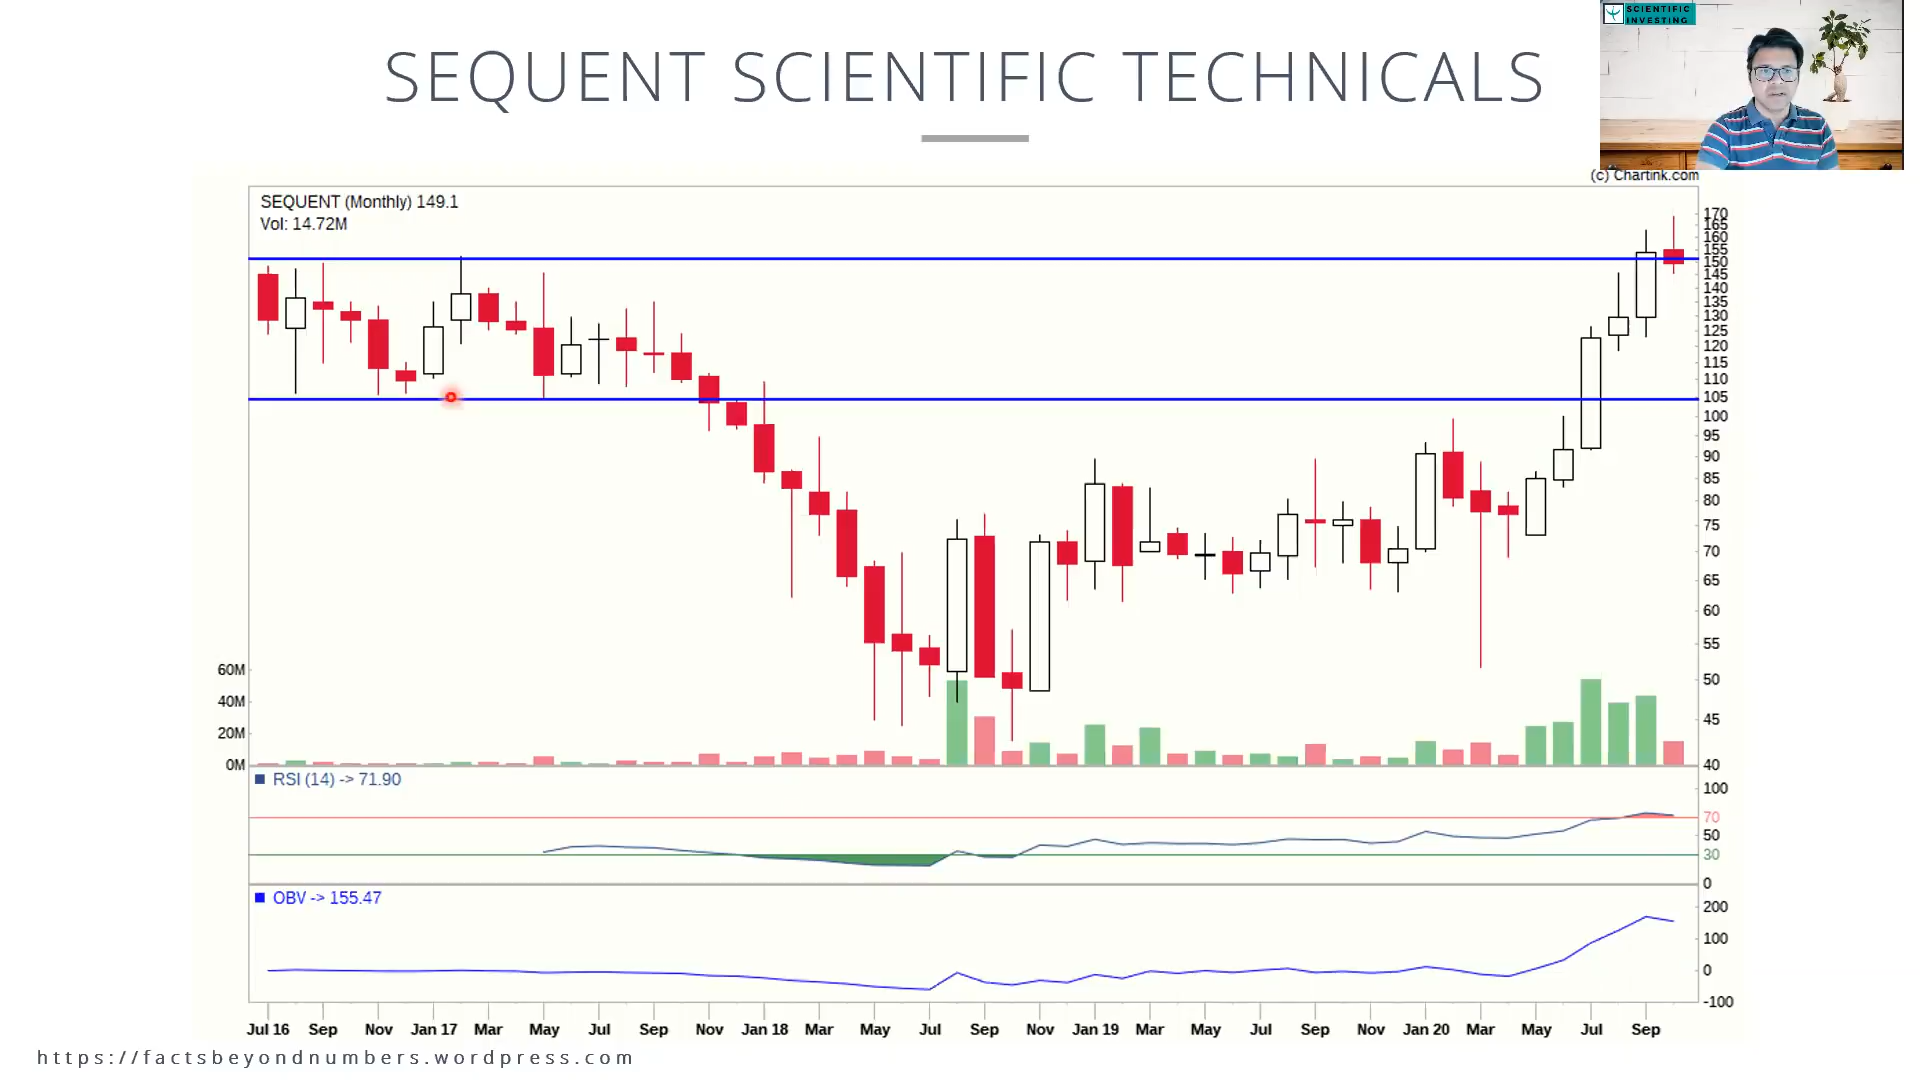 SCIENTIFIC
INVESTING
SEQUENT SCIENTIFIC TECHNICALS
(c) Chartink.com
SEQUENT (Monthly) 149.1
Vol: 14.72M
170
165
160
155
150
145
140
135
130
125
120
115
110
105
100
95
90
85
80
75
70
65
60
55
50
45
40
60M
40M
20M
0M
RSI (14) -> 71.90
100
70
50
30
0
OBV -> 155.47
200
100
0
-100
Jul 16 Sep Nov Jan 17 Mar May Jul Sep Nov Jan 18 Mar May Jul Sep Nov Jan 19 Mar May Jul Sep Nov Jan 20 Mar May Jul Sep
https://factsbeyondnumbers.wordpress.com